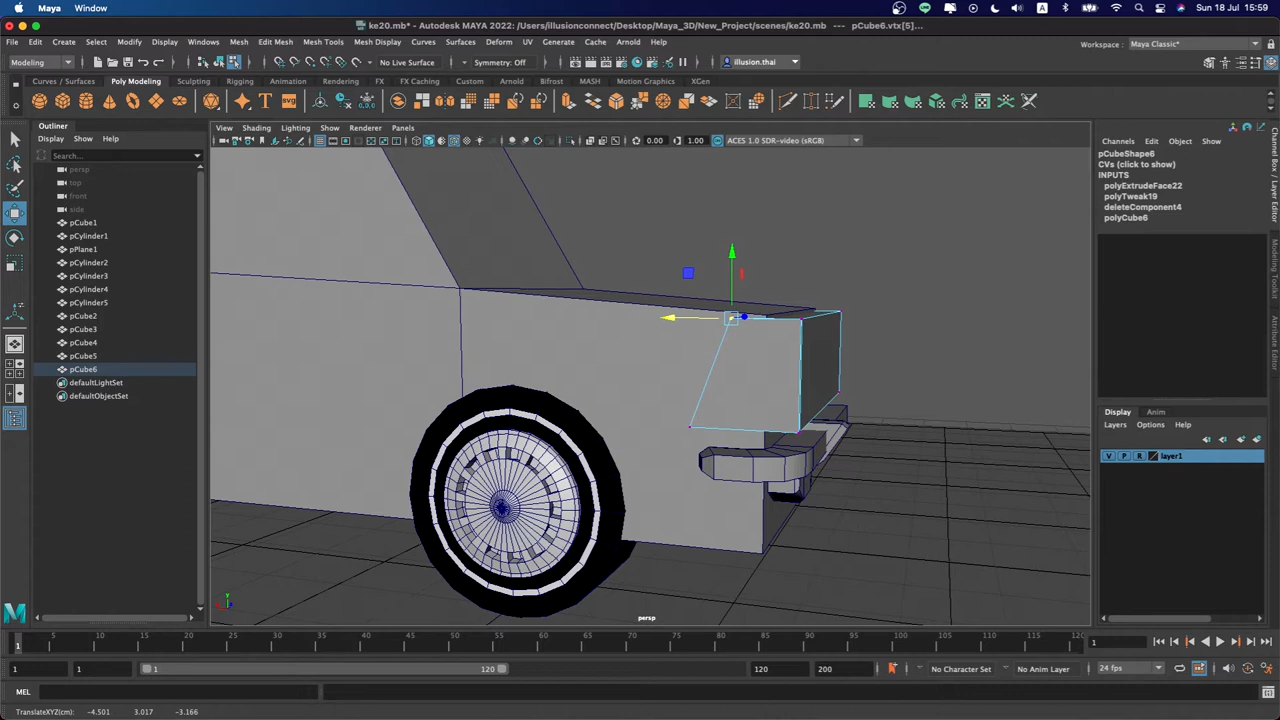 Maya Window
A Sun 18 Jul 15:59
ke20.mb* - Autodesk MAYA 2022: /Users/illusionconnect/Desktop/Maya_3D/New_Project/scenes/ke20.mb --- pCube6.vtx[5]...
File Edit Create Select Modify Display Windows Mesh Edit Mesh Mesh Tools Mesh Display Curves Surfaces Deform UV Generate Cache Arnold Help
Workspace : Maya Classic*
Modeling No Live Surface Symmetry: Off illusion.thai
Curves / Surfaces Poly Modeling Sculpting Rigging Animation Rendering FX FX Caching Custom Arnold Bifrost MASH Motion Graphics XGen
SVG
Outliner
Display Show Help
Search...
persp
top
front
side
pCube1
pCylinder1
pPlane1
pCylinder2
pCylinder3
pCylinder4
pCylinder5
pCube2
pCube3
pCube4
pCube5
pCube6
defaultLightSet
defaultObjectSet
View Shading Lighting Show Renderer Panels
0.00 1.00 ACES 1.0 SDR-video (sRGB)
persp
Channels Edit Object Show
pCubeShape6
CVs (click to show)
INPUTS
polyExtrudeFace22
polyTweak19
deleteComponent4
polyCube6
Channel Box / Layer Editor
Modeling Toolkit
Attribute Editor
Display Anim
Layers Options Help
V P R layer1
5 10 15 20 25 30 35 40 45 50 55 60 65 70 75 80 85 90 95 100 105 110 115 120
1
1
1 1 1 120 120 200 No Character Set No Anim Layer 24 fps
MEL
TranslateXYZ(cm): -4.501 3.017 -3.166